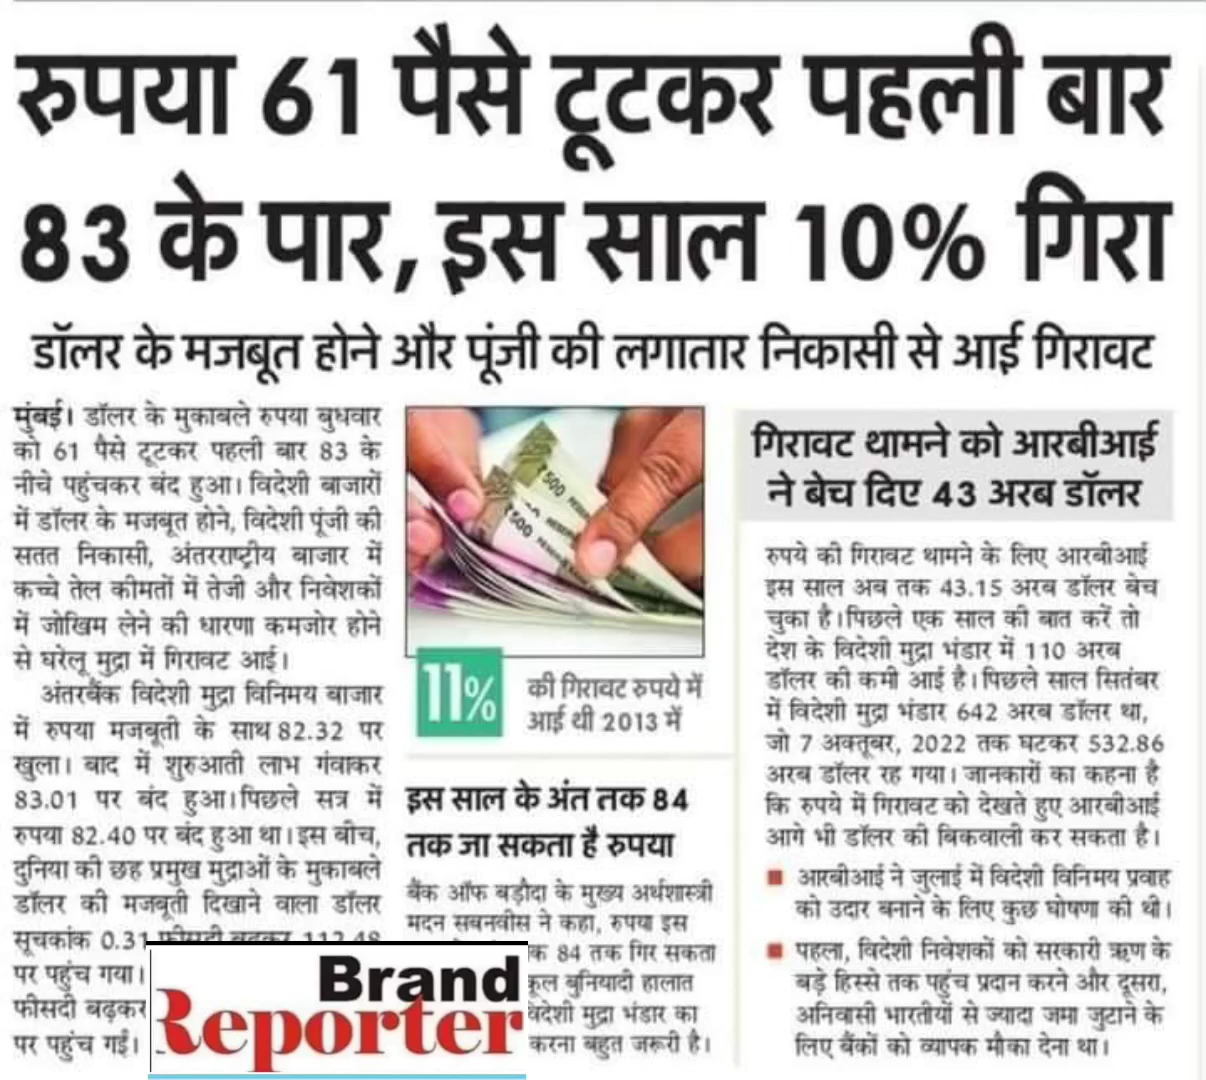 रुपया 61 पैसे टूटकर पहली बार
83 के पार, इस साल 10% गिरा
डॉलर के मजबूत होने और पूंजी की लगातार निकासी से आई गिरावट
मुंबई। डॉलर के मुकाबले रुपया बुधवार
को 61 पैसे टूटकर पहली बार 83 के
नीचे पहुंचकर बंद हुआ। विदेशी बाजारों
में डॉलर के मजबूत होने, विदेशी पूंजी की
सतत निकासी, अंतरराष्ट्रीय बाजार में
कच्चे तेल कीमतों में तेजी और निवेशकों
में जोखिम लेने की धारणा कमजोर होने
से घरेलू मुद्रा में गिरावट आई।
अंतरबैंक विदेशी मुद्रा विनिमय बाजार
में रुपया मजबूती के साथ 82.32 पर
खुला। बाद में शुरुआती लाभ गंवाकर
83.01 पर बंद हुआ। पिछले सत्र में
रुपया 82.40 पर बंद हुआ था। इस बीच,
दुनिया की छह प्रमुख मुद्राओं के मुकाबले
डॉलर की मजबूती दिखाने वाला डॉलर
सूचकांक 0.31 फीसदी बढ़कर 112.48
पर पहुंच गया।
फीसदी बढ़कर
पर पहुंच गई।
₹500
₹500
11%
की गिरावट रुपये में
आई थी 2013 में
इस साल के अंत तक 84
तक जा सकता है रुपया
बैंक ऑफ बड़ौदा के मुख्य अर्थशास्त्री
मदन सबनवीस ने कहा, रुपया इस
84 तक गिर सकता
बुनियादी हालात
विदेशी मुद्रा भंडार का
करना बहुत जरूरी है।
गिरावट थामने को आरबीआई
ने बेच दिए 43 अरब डॉलर
रुपये की गिरावट थामने के लिए आरबीआई
इस साल अब तक 43.15 अरब डॉलर बेच
चुका है। पिछले एक साल की बात करें तो
देश के विदेशी मुद्रा भंडार में 110 अरब
डॉलर की कमी आई है। पिछले साल सितंबर
में विदेशी मुद्रा भंडार 642 अरब डॉलर था,
जो 7 अक्तूबर, 2022 तक घटकर 532.86
अरब डॉलर रह गया। जानकारों का कहना है
कि रुपये में गिरावट को देखते हुए आरबीआई
आगे भी डॉलर की बिकवाली कर सकता है।
आरबीआई ने जुलाई में विदेशी विनिमय प्रवाह
को उदार बनाने के लिए कुछ घोषणा की थी।
पहला, विदेशी निवेशकों को सरकारी ऋण के
बड़े हिस्से तक पहुंच प्रदान करने और दूसरा,
अनिवासी भारतीयों से ज्यादा जमा जुटाने के
लिए बैंकों को व्यापक मौका देना था।
Brand
Reporter